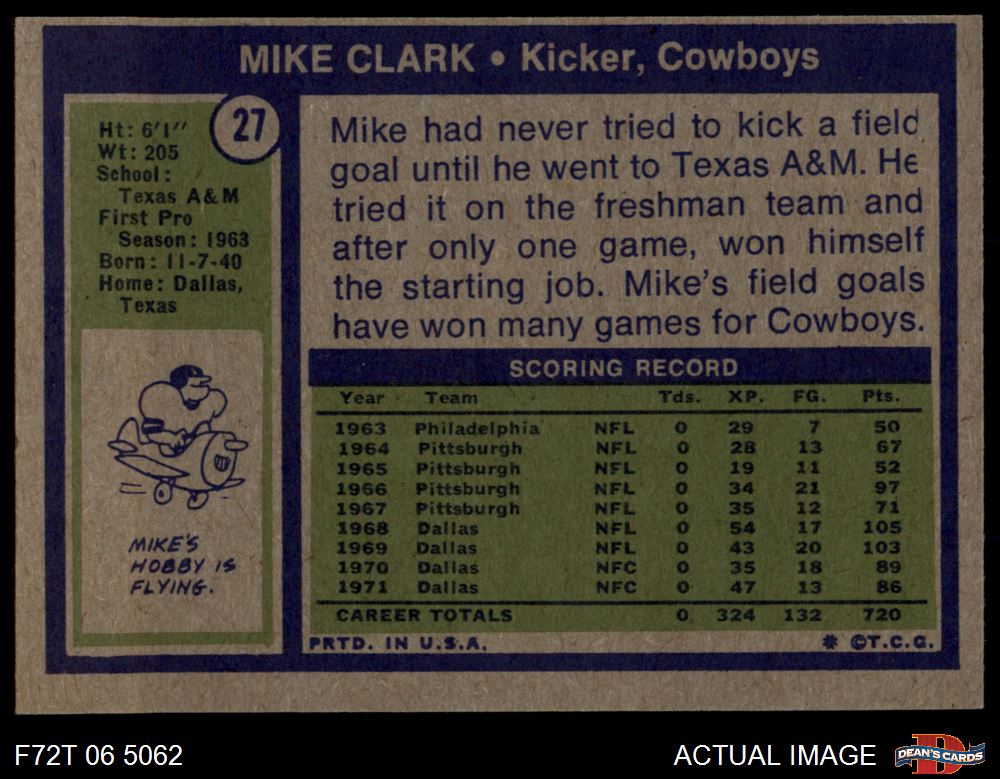 MIKE CLARK • Kicker, Cowboys
27
Ht: 6'1"
Wt: 205
School:
Texas A&M
First Pro
Season: 1963
Born: 11-7-40
Home: Dallas,
Texas
MIKE'S
HOBBY IS
FLYING.
Mike had never tried to kick a field
goal until he went to Texas A&M. He
tried it on the freshman team and
after only one game, won himself
the starting job. Mike's field goals
have won many games for Cowboys.
SCORING RECORD
Year Team Tds. XP. FG. Pts.
1963 Philadelphia NFL 0 29 7 50
1964 Pittsburgh NFL 0 28 13 67
1965 Pittsburgh NFL 0 19 11 52
1966 Pittsburgh NFL 0 34 21 97
1967 Pittsburgh NFL 0 35 12 71
1968 Dallas NFL 0 54 17 105
1969 Dallas NFL 0 43 20 103
1970 Dallas NFC 0 35 18 89
1971 Dallas NFC 0 47 13 86
CAREER TOTALS 0 324 132 720
PRTD. IN U.S.A. * ©T.C.G.
F72T 06 5062 ACTUAL IMAGE DEAN'S CARDS